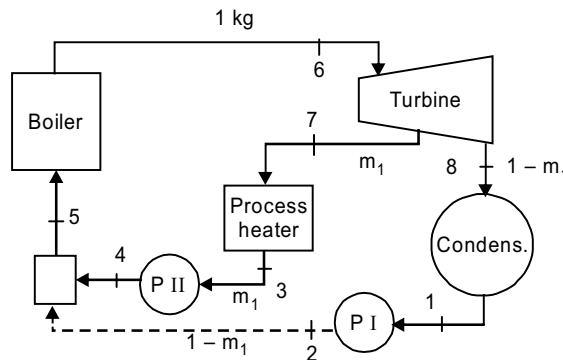 1 kg
6
Turbine
Boiler
7
m₁
8
1 – m.
Process
heater
5
Condens.
4
P II
m₁
3
1
P I
1 – m₁
2